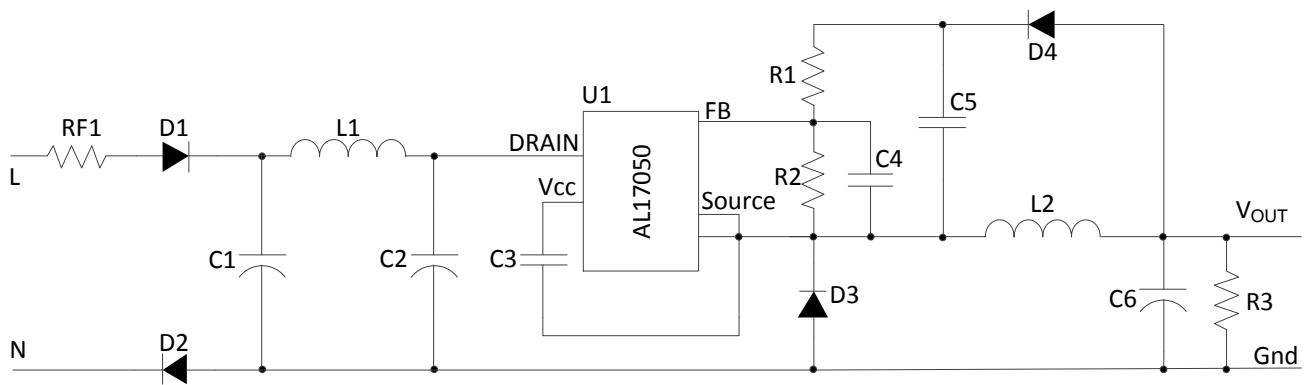 D4
R1
U1
C5
FB
RF1
D1
L1
DRAIN
C4
L
R2
Vcc
AL17050
Source
L2
VOUT
C1
C2
C3
D3
C6
R3
N
D2
Gnd